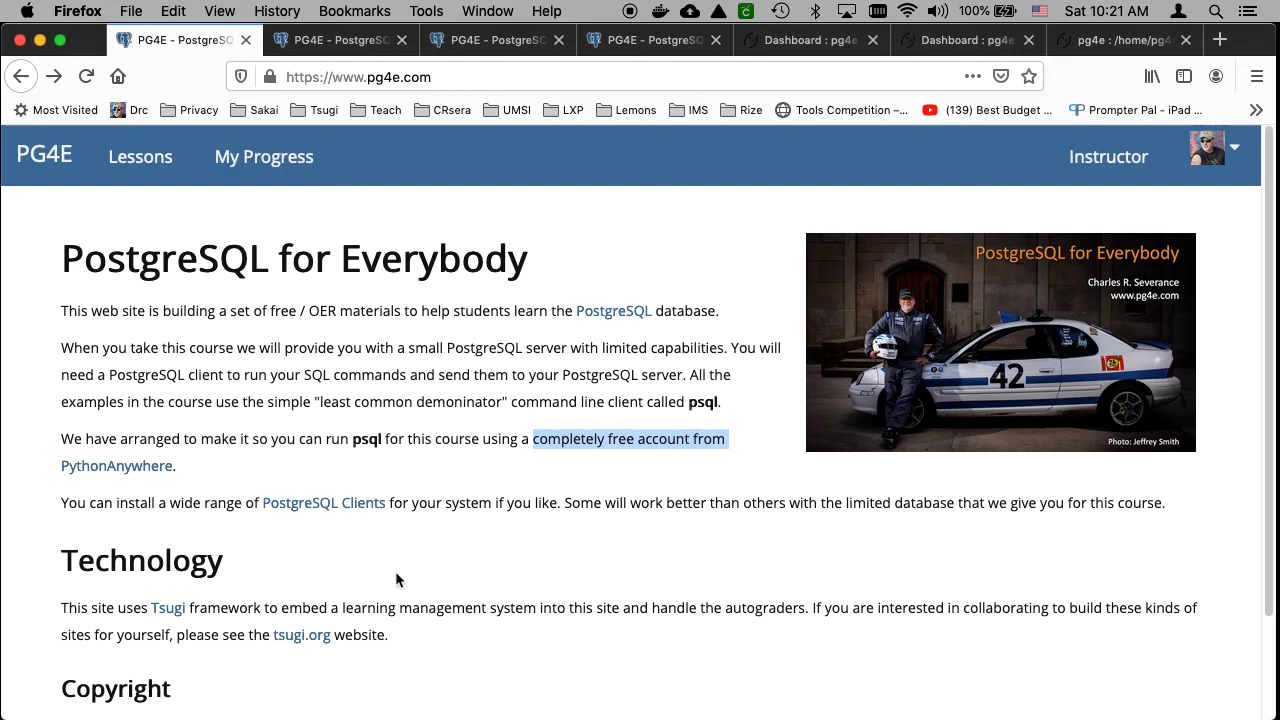 Firefox File Edit View History Bookmarks Tools Window Help 100% Sat 10:21 AM
PG4E - PostgreSQ PG4E - PostgreSQ PG4E - PostgreSQ PG4E - PostgreSQ Dashboard : pg4e Dashboard : pg4e pg4e : /home/pg4
https://www.pg4e.com
Most Visited Drc Privacy Sakai Tsugi Teach CRsera UMSI LXP Lemons IMS Rize Tools Competition –... (139) Best Budget ... Prompter Pal - iPad ...
PG4E Lessons My Progress Instructor
PostgreSQL for Everybody
This web site is building a set of free / OER materials to help students learn the PostgreSQL database.
When you take this course we will provide you with a small PostgreSQL server with limited capabilities. You will
need a PostgreSQL client to run your SQL commands and send them to your PostgreSQL server. All the
examples in the course use the simple "least common demoninator" command line client called psql.
We have arranged to make it so you can run psql for this course using a completely free account from
PythonAnywhere.
PostgreSQL for Everybody
Charles R. Severance
www.pg4e.com
42
Photo: Jeffrey Smith
You can install a wide range of PostgreSQL Clients for your system if you like. Some will work better than others with the limited database that we give you for this course.
Technology
This site uses Tsugi framework to embed a learning management system into this site and handle the autograders. If you are interested in collaborating to build these kinds of
sites for yourself, please see the tsugi.org website.
Copyright